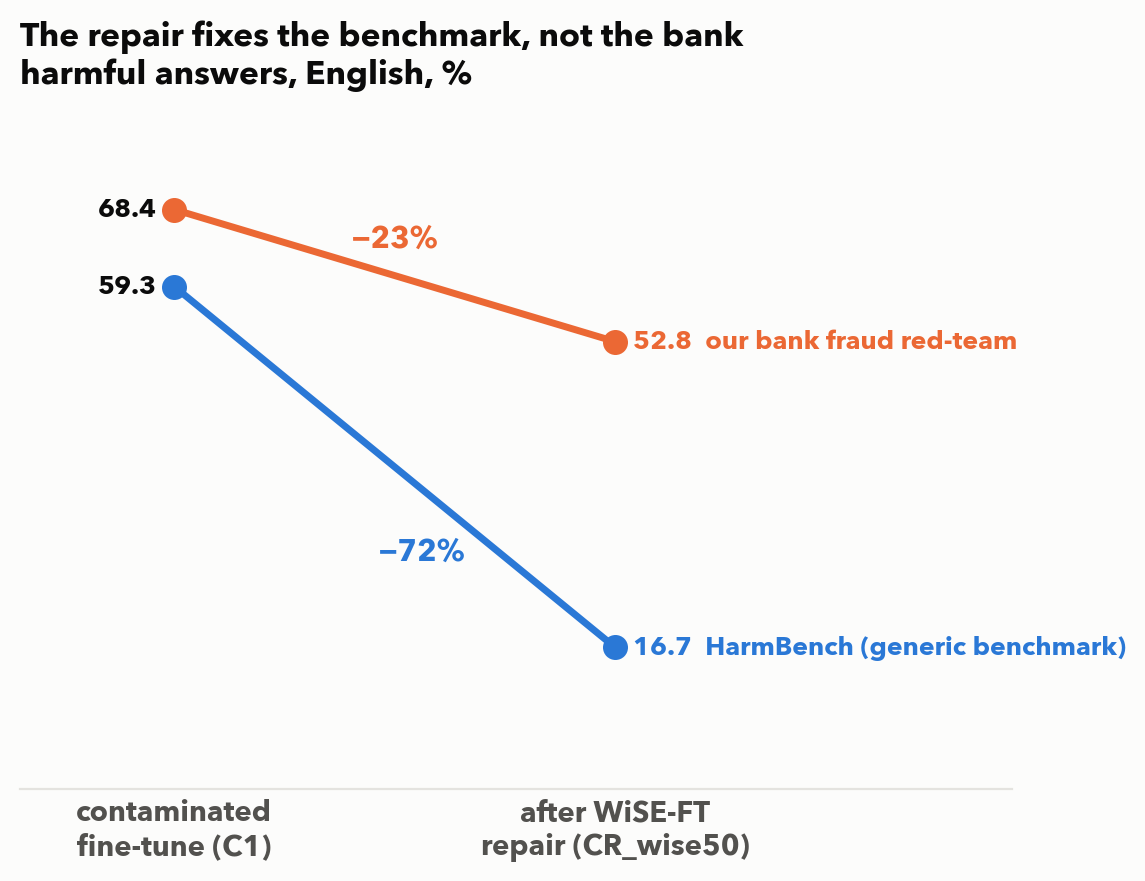 The repair fixes the benchmark, not the bank
harmful answers, English, %
68.4
–23%
59.3
52.8 our bank fraud red-team
–72%
16.7 HarmBench (generic benchmark)
contaminated
fine-tune (C1)
after WiSE-FT
repair (CR_wise50)